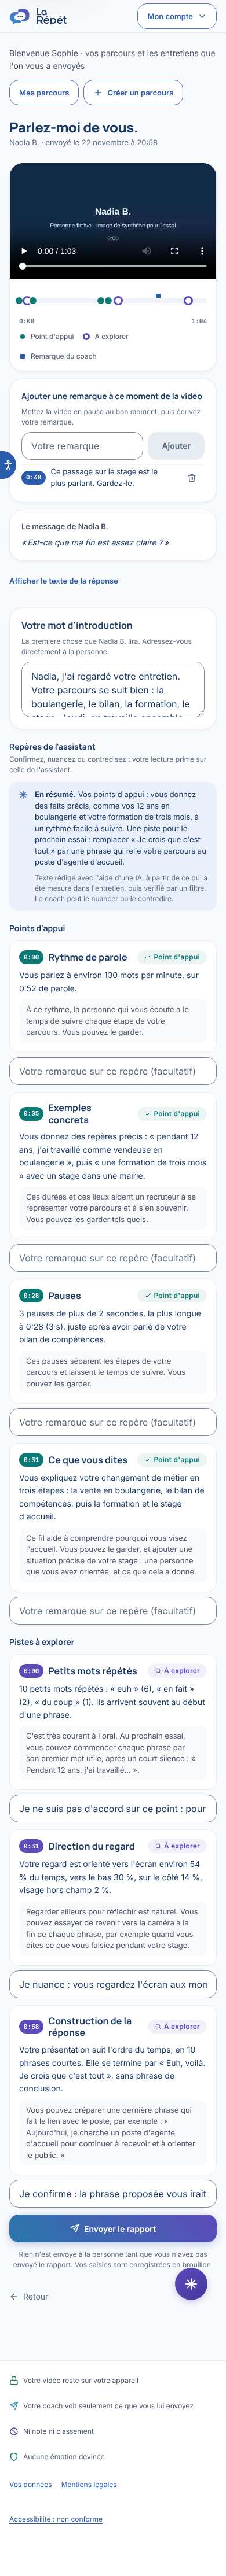 La
Répét
Mon compte
Bienvenue Sophie · vos parcours et les entretiens que
l'on vous a envoyés
Mes parcours
Créer un parcours
Parlez-moi de vous.
Nadia B. · envoyé le 22 novembre à 20:58
Nadia B.
Personne fictive · image de synthèse pour l'essai
0:00
0:00 / 1:03
0:00
1:04
Point d'appui
À explorer
Remarque du coach
Ajouter une remarque à ce moment de la vidéo
Mettez la vidéo en pause au bon moment, puis écrivez
votre remarque.
Votre remarque
Ajouter
0:48
Ce passage sur le stage est le
plus parlant. Gardez-le.
Le message de Nadia B.
« Est-ce que ma fin est assez claire ? »
Afficher le texte de la réponse
Votre mot d'introduction
La première chose que Nadia B. lira. Adressez-vous
directement à la personne.
Nadia, j'ai regardé votre entretien.
Votre parcours se suit bien : la
boulangerie, le bilan, la formation, le
Repères de l'assistant
Confirmez, nuancez ou contredisez : votre lecture prime sur
celle de l'assistant.
En résumé. Vos points d'appui : vous donnez
des faits précis, comme vos 12 ans en
boulangerie et votre formation de trois mois, à
un rythme facile à suivre. Une piste pour le
prochain essai : remplacer « Je crois que c'est
tout » par une phrase qui relie votre parcours au
poste d'agente d'accueil.
Texte rédigé avec l'aide d'une IA, à partir de ce qui a
été mesuré dans l'entretien, puis vérifié par un filtre.
Le coach peut le nuancer ou le contredire.
Points d'appui
0:00
Rythme de parole
Point d'appui
Vous parlez à environ 130 mots par minute, sur
0:52 de parole.
À ce rythme, la personne qui vous écoute a le
temps de suivre chaque étape de votre
parcours. Vous pouvez le garder.
Votre remarque sur ce repère (facultatif)
0:05
Exemples
concrets
Point d'appui
Vous donnez des repères précis : « pendant 12
ans, j'ai travaillé comme vendeuse en
boulangerie », puis « une formation de trois mois
» avec un stage dans une mairie.
Ces durées et ces lieux aident un recruteur à se
représenter votre parcours et à s'en souvenir.
Vous pouvez les garder tels quels.
Votre remarque sur ce repère (facultatif)
0:28
Pauses
Point d'appui
3 pauses de plus de 2 secondes, la plus longue
à 0:28 (3 s), juste après avoir parlé de votre
bilan de compétences.
Ces pauses séparent les étapes de votre
parcours et laissent le temps de suivre. Vous
pouvez les garder.
Votre remarque sur ce repère (facultatif)
0:31
Ce que vous dites
Point d'appui
Vous expliquez votre changement de métier en
trois étapes : la vente en boulangerie, le bilan de
compétences, puis la formation et le stage
d'accueil.
Ce fil aide à comprendre pourquoi vous visez
l'accueil. Vous pouvez le garder, et ajouter une
situation précise de votre stage : une personne
que vous avez orientée, et ce que cela a donné.
Votre remarque sur ce repère (facultatif)
Pistes à explorer
0:00
Petits mots répétés
À explorer
10 petits mots répétés : « euh » (6), « en fait »
(2), « du coup » (1). Ils arrivent souvent au début
d'une phrase.
C'est très courant à l'oral. Au prochain essai,
vous pouvez commencer chaque phrase par
son premier mot utile, après un court silence : «
Pendant 12 ans, j'ai travaillé... ».
Je ne suis pas d'accord sur ce point : pour
0:31
Direction du regard
À explorer
Votre regard est orienté vers l'écran environ 54
% du temps, vers le bas 30 %, sur le côté 14 %,
visage hors champ 2 %.
Regarder ailleurs pour réfléchir est naturel. Vous
pouvez essayer de revenir vers la caméra à la
fin de chaque phrase, par exemple quand vous
dites ce que vous faisiez pendant votre stage.
Je nuance : vous regardez l'écran aux mon
0:58
Construction de la
réponse
À explorer
Votre présentation suit l'ordre du temps, en 10
phrases courtes. Elle se termine par « Euh, voilà.
Je crois que c'est tout », sans phrase de
conclusion.
Vous pouvez préparer une dernière phrase qui
fait le lien avec le poste, par exemple : «
Aujourd'hui, je cherche un poste d'agente
d'accueil pour continuer à recevoir et à orienter
le public. »
Je confirme : la phrase proposée vous irait
Envoyer le rapport
Rien n'est envoyé à la personne tant que vous n'avez pas
envoyé le rapport. Vos saisies sont enregistrées en brouillon.
Retour
Votre vidéo reste sur votre appareil
Votre coach voit seulement ce que vous lui envoyez
Ni note ni classement
Aucune émotion devinée
Vos données
Mentions légales
Accessibilité : non conforme